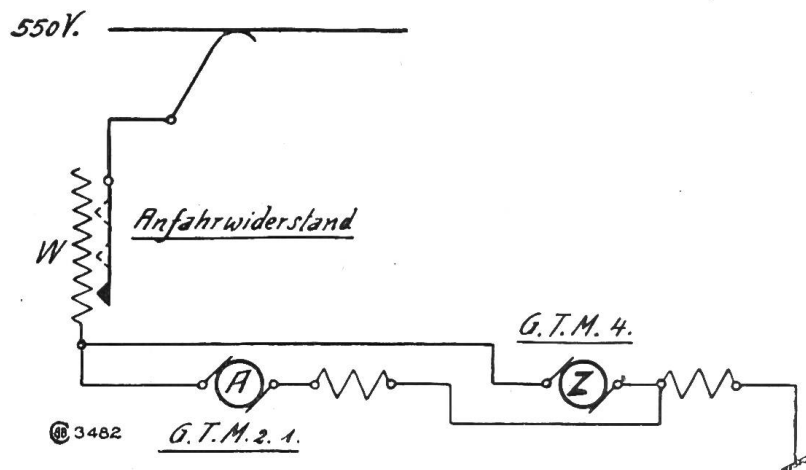 550V.
Anfahrwiderstand
W
G. T. M. 4.
A
Z
3482
G. T. M. 2. 1.